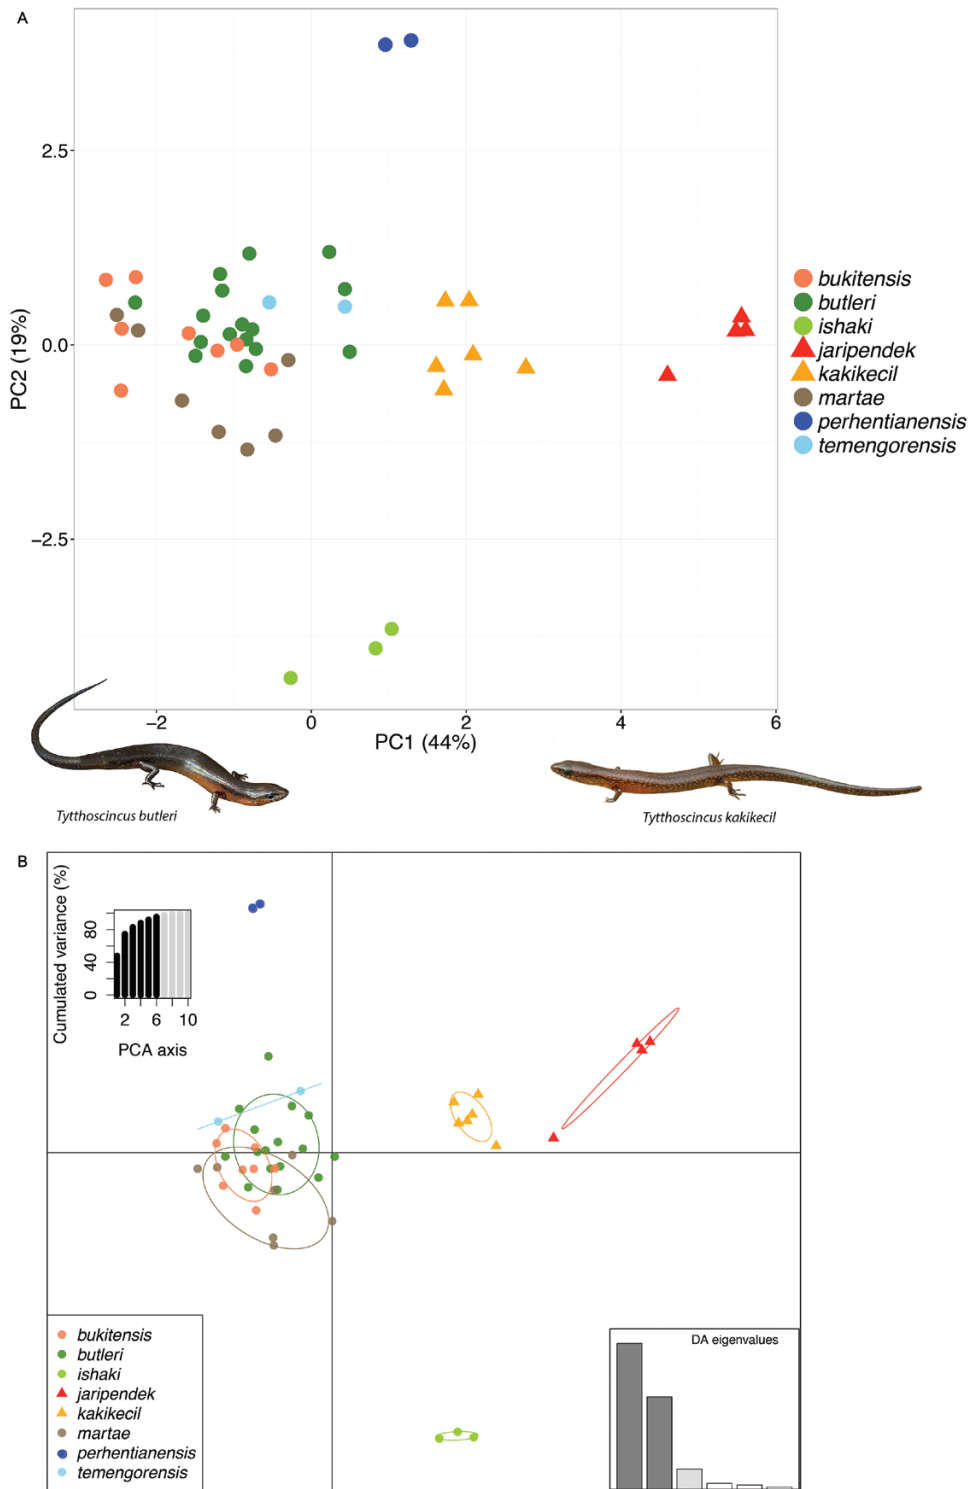 A
2.5
0.0
−2.5
PC2 (19%)
−2
0
2
4
6
PC1 (44%)
bukitensis
butleri
ishaki
jaripendek
kakikecil
martae
perhentianensis
temengorensis
Tytthoscincus butleri
Tytthoscincus kakikecil
B
Cumulated variance (%)
80
40
0
2
6
10
PCA axis
bukitensis
butleri
ishaki
jaripendek
kakikecil
martae
perhentianensis
temengorensis
DA eigenvalues